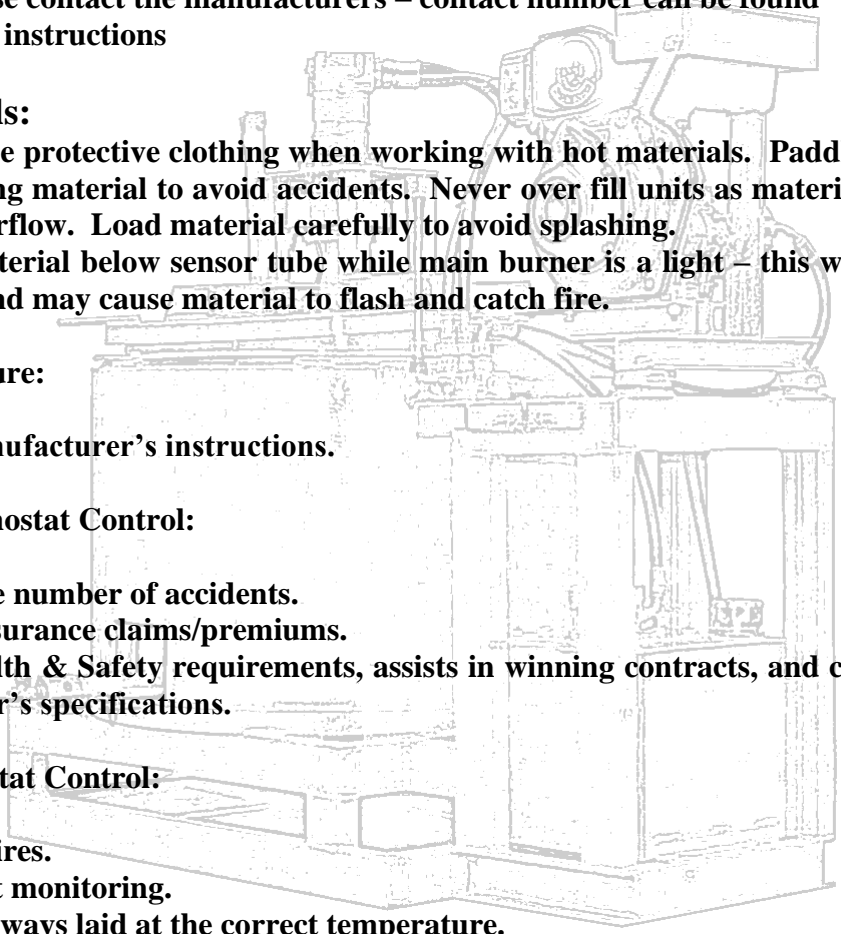 se contact the manufacturers – contact number can be found
instructions
ls:
e protective clothing when working with hot materials. Padd
ng material to avoid accidents. Never over fill units as materi
rflow. Load material carefully to avoid splashing.
terial below sensor tube while main burner is a light – this w
nd may cause material to flash and catch fire.
ure:
nufacturer’s instructions.
nostat Control:
e number of accidents.
surance claims/premiums.
lth & Safety requirements, assists in winning contracts, and c
r’s specifications.
tat Control:
ires.
t monitoring.
ways laid at the correct temperature.